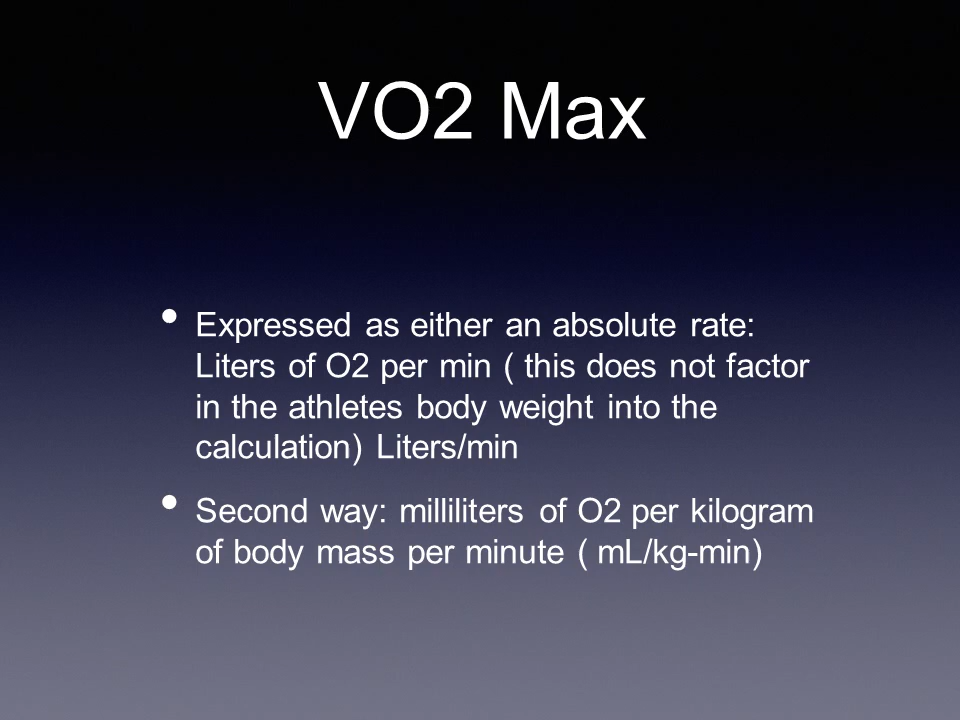 VO2 Max
• Expressed as either an absolute rate:
Liters of O2 per min ( this does not factor
in the athletes body weight into the
calculation) Liters/min
• Second way: milliliters of O2 per kilogram
of body mass per minute ( mL/kg-min)